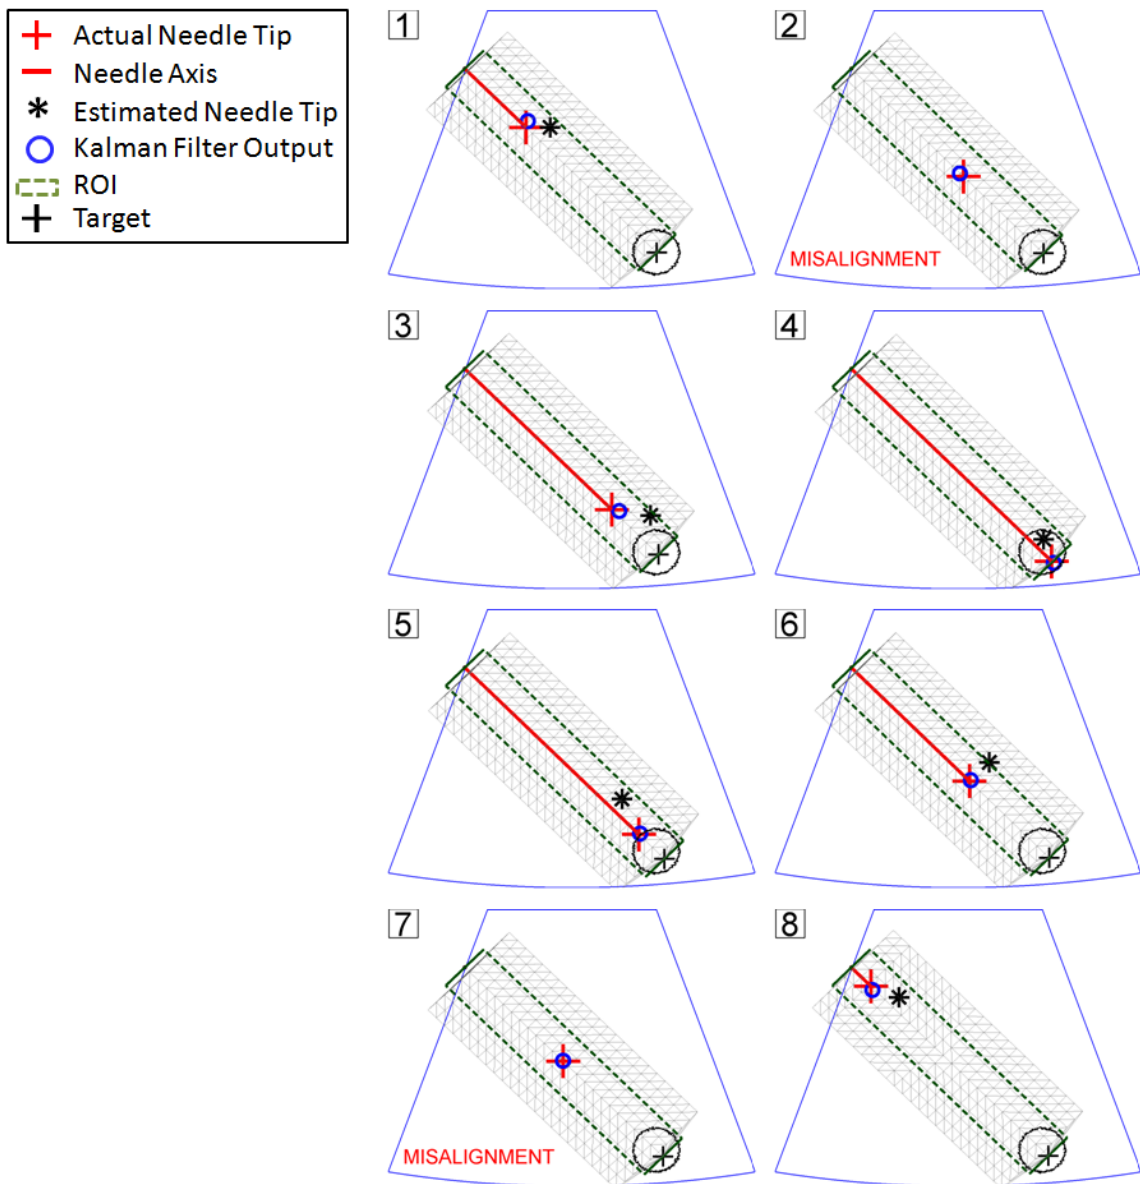 Actual Needle Tip
Needle Axis
Estimated Needle Tip
Kalman Filter Output
ROI
Target
1
2
MISALIGNMENT
3
4
5
6
7
MISALIGNMENT
8